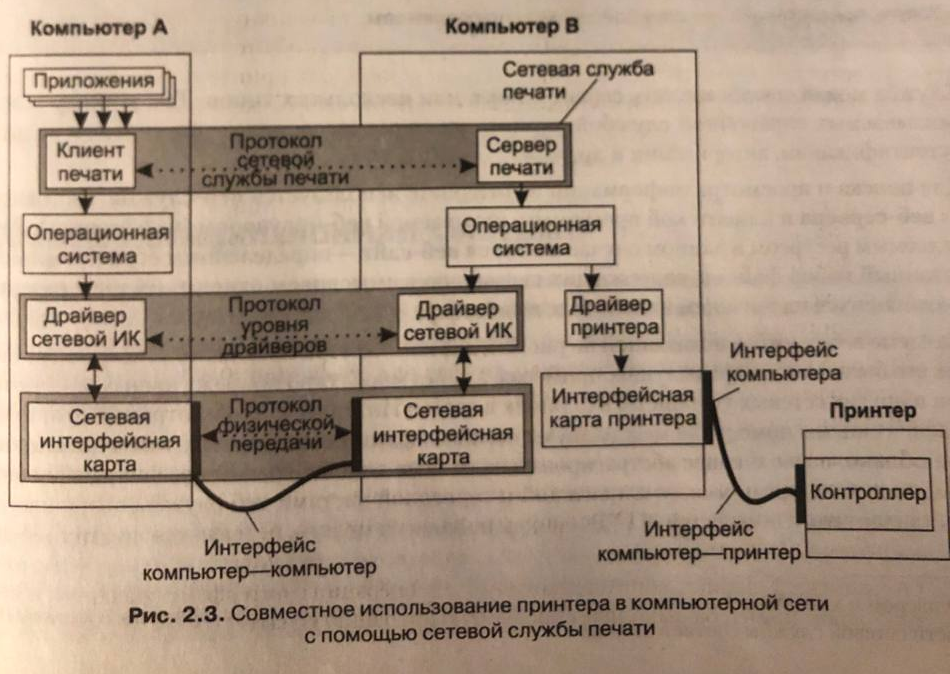 Компьютер А
Компьютер В
Приложения
Сетевая служба
печати
Клиент
печати
Протокол
сетевой
службы печати
Сервер
печати
Операционная
система
Операционная
система
Драйвер
сетевой ИК
Протокол
уровня
драйверов
Драйвер
сетевой ИК
Драйвер
принтера
Интерфейс
компьютера
Сетевая
интерфейсная
карта
Протокол
физической
передачи
Сетевая
интерфейсная
карта
Интерфейсная
карта принтера
Принтер
Контроллер
Интерфейс
компьютер—компьютер
Интерфейс
компьютер—принтер
Рис. 2.3. Совместное использование принтера в компьютерной сети
с помощью сетевой службы печати